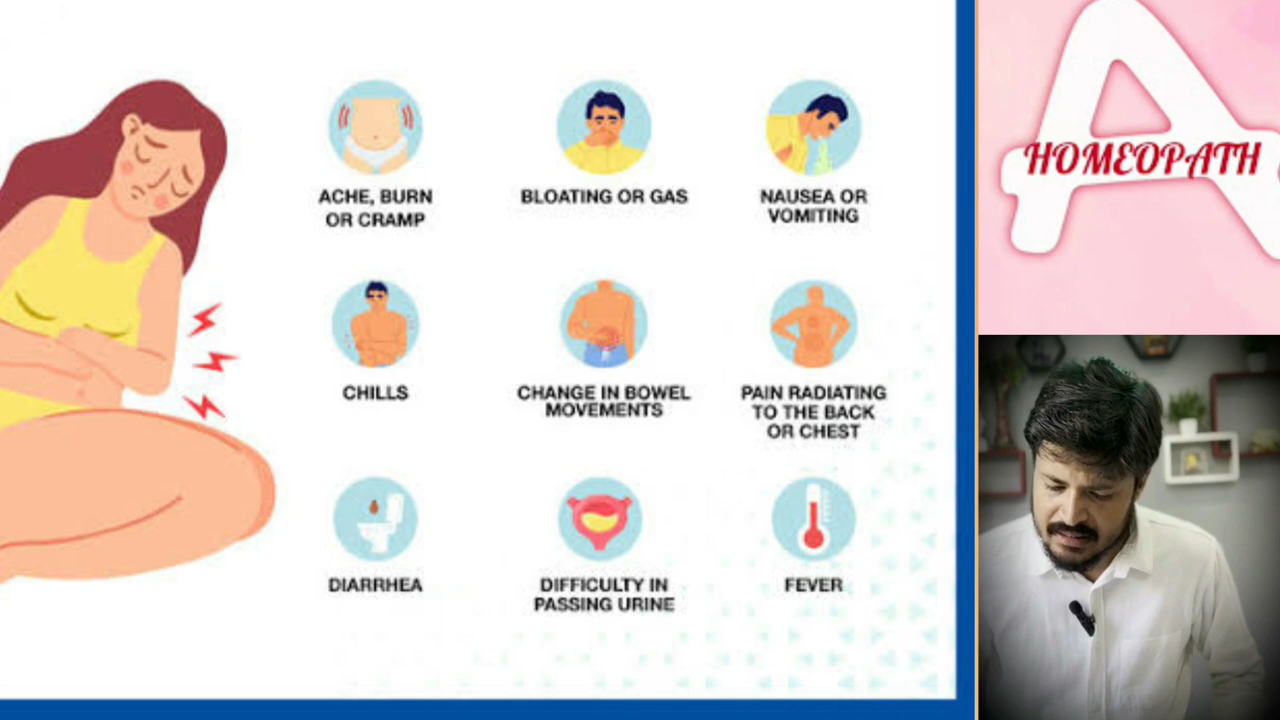 ACHE, BURN
OR CRAMP
BLOATING OR GAS
NAUSEA OR
VOMITING
CHILLS
CHANGE IN BOWEL
MOVEMENTS
PAIN RADIATING
TO THE BACK
OR CHEST
DIARRHEA
DIFFICULTY IN
PASSING URINE
FEVER
A
HOMEOPATH